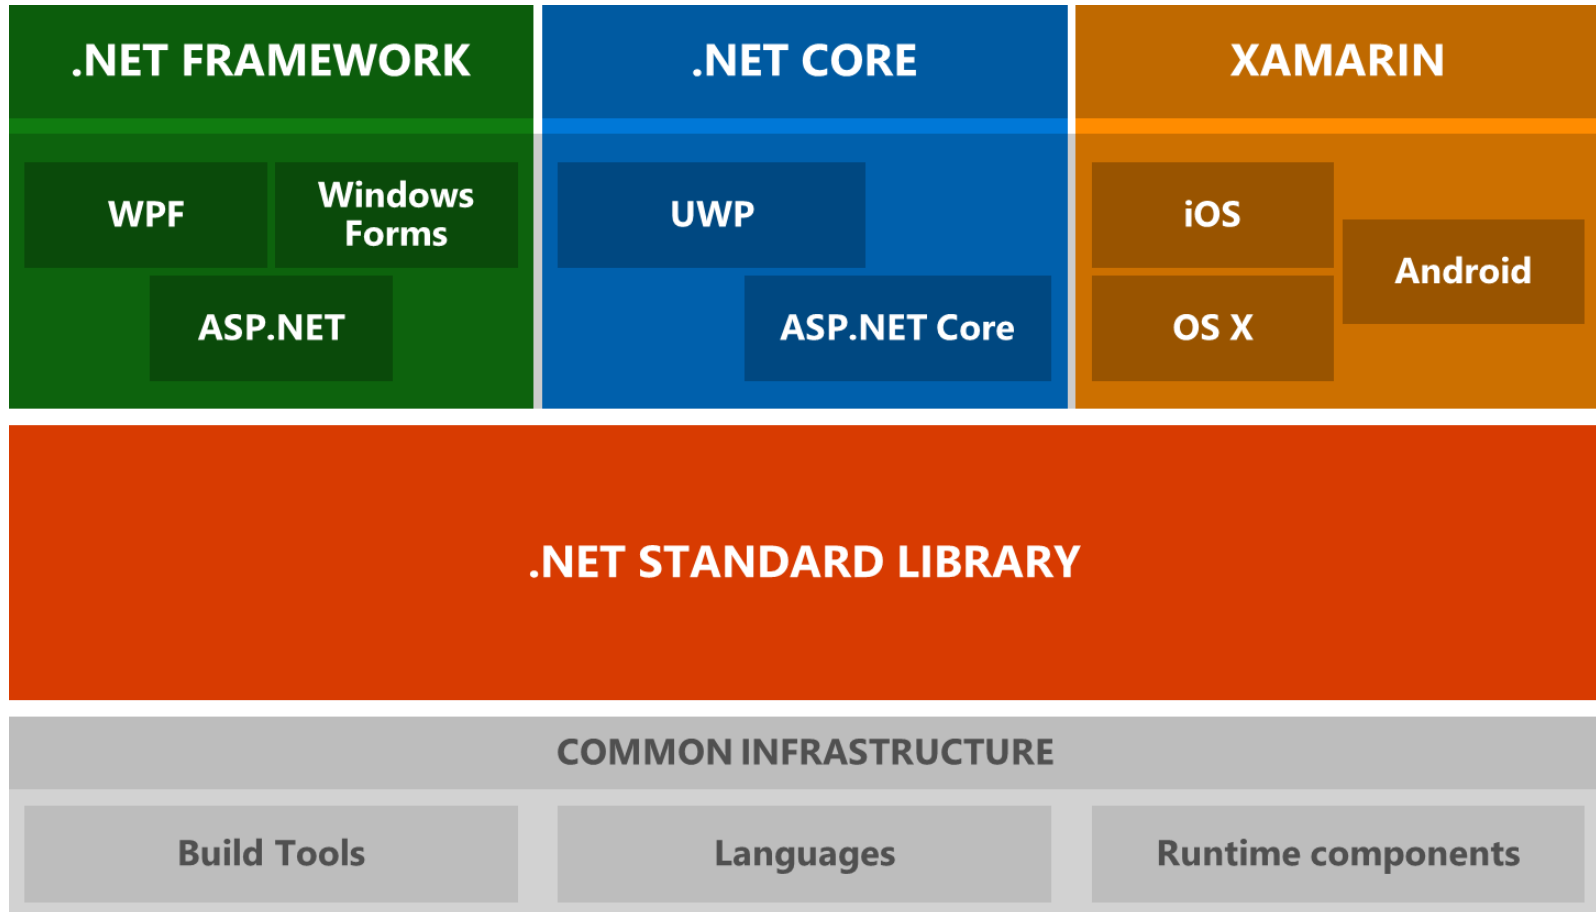 .NET FRAMEWORK
.NET CORE
XAMARIN
WPF
Windows
Forms
ASP.NET
UWP
ASP.NET Core
iOS
Android
OS X
.NET STANDARD LIBRARY
COMMON INFRASTRUCTURE
Build Tools
Languages
Runtime components